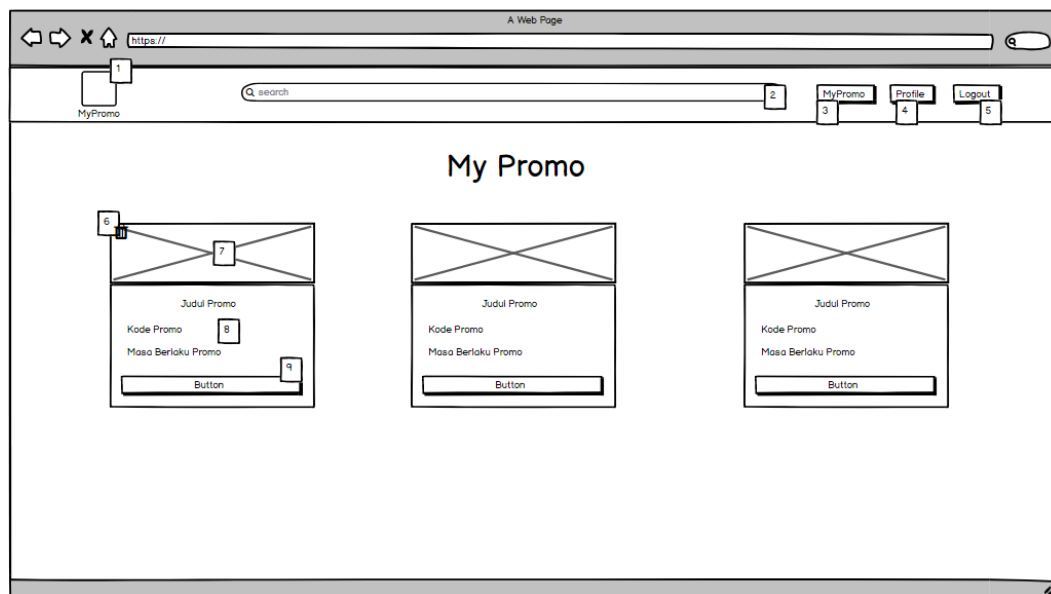 A Web Page
https://
1
search
2
MyPromo
Profile
Logout
3
4
5
MyPromo
My Promo
6
7
Judul Promo
Judul Promo
Judul Promo
Kode Promo
8
Kode Promo
Kode Promo
Masa Berlaku Promo
Masa Berlaku Promo
Masa Berlaku Promo
9
Button
Button
Button